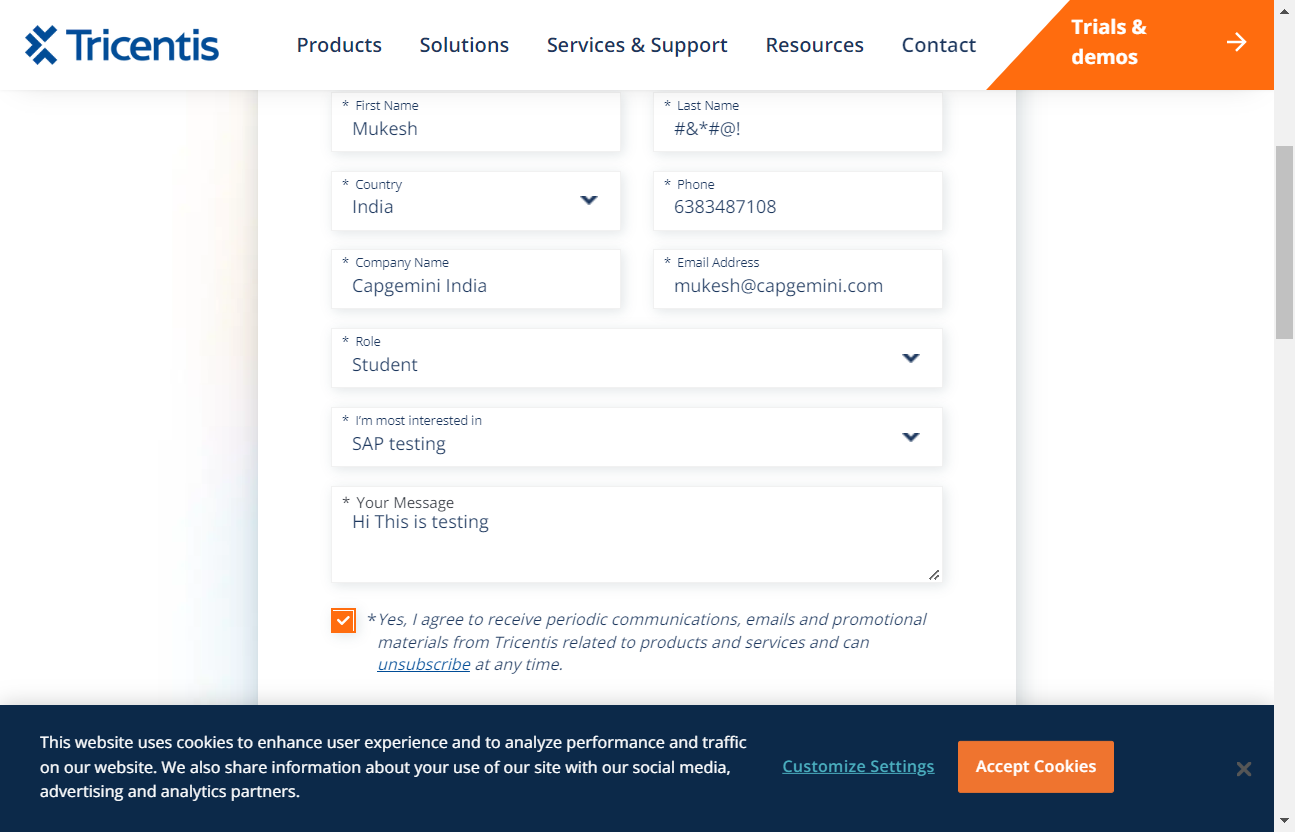 Tricentis
Products Solutions Services & Support Resources Contact
Trials &
demos
* First Name
Mukesh
* Last Name
#&*#@!
* Country
India
* Phone
6383487108
* Company Name
Capgemini India
* Email Address
mukesh@capgemini.com
* Role
Student
* I'm most interested in
SAP testing
* Your Message
Hi This is testing
*Yes, I agree to receive periodic communications, emails and promotional
materials from Tricentis related to products and services and can
unsubscribe at any time.
This website uses cookies to enhance user experience and to analyze performance and traffic
on our website. We also share information about your use of our site with our social media,
advertising and analytics partners.
Customize Settings
Accept Cookies